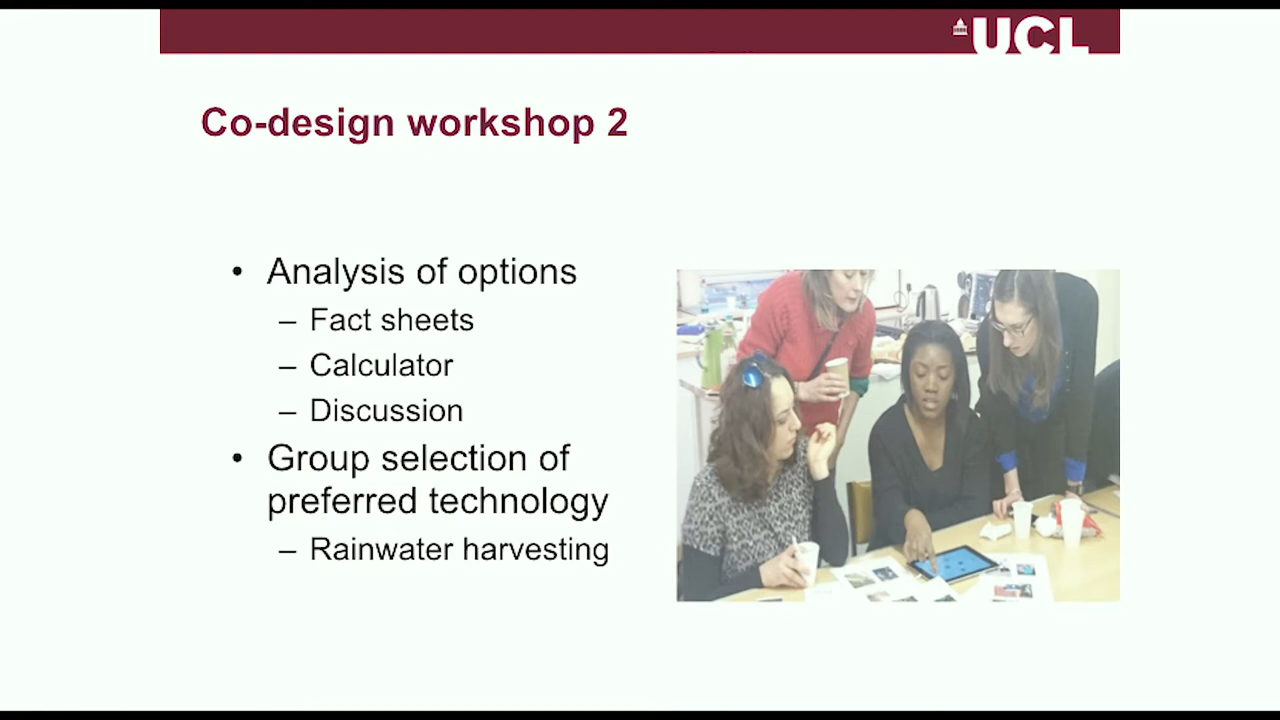 UCL
Co-design workshop 2
• Analysis of options
– Fact sheets
– Calculator
– Discussion
• Group selection of
preferred technology
– Rainwater harvesting